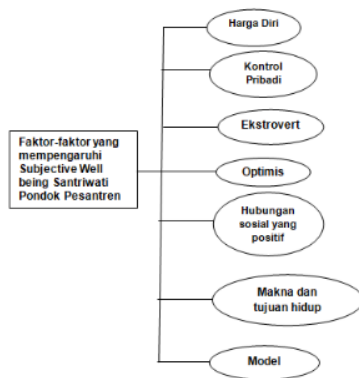 Harga Diri
Kontrol
Pribadi
Ekstrovert
Faktor-faktor yang
mempengaruhi
Subjective Well
being Santriwati
Pondok Pesantren
Optimis
Hubungan
sosial yang
positif
Makna dan
tujuan hidup
Model